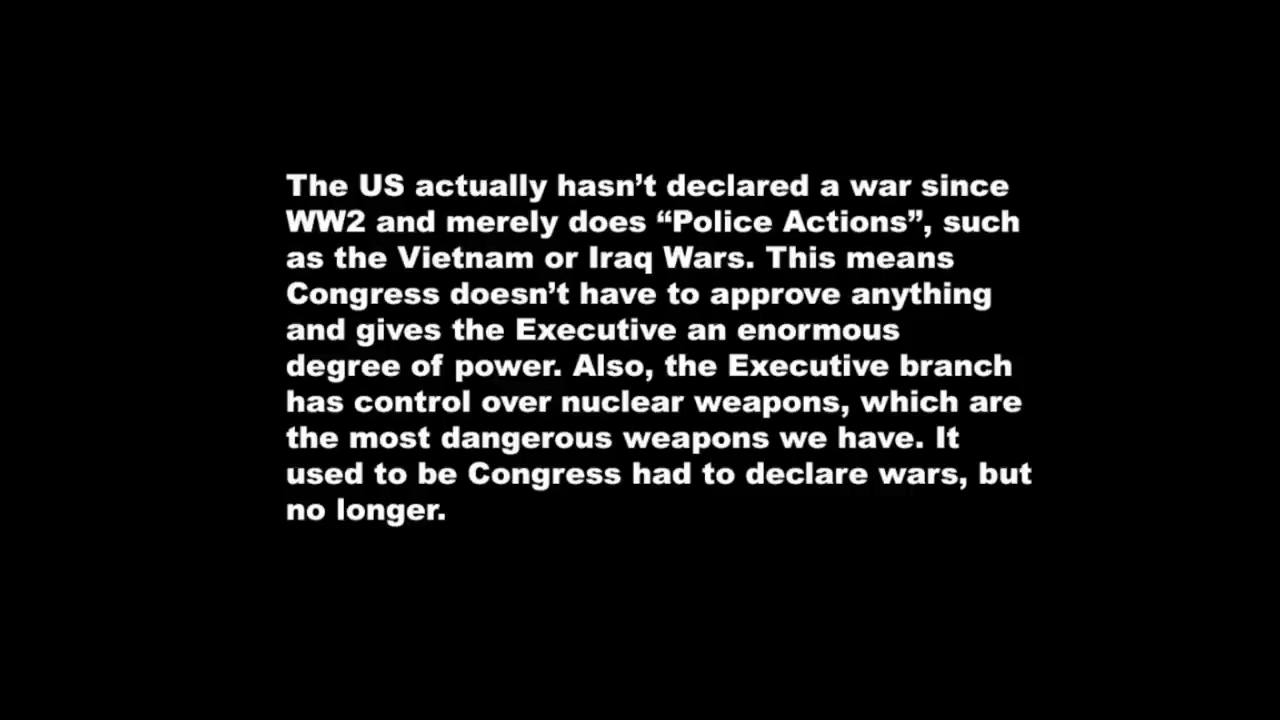 The US actually hasn’t declared a war since
WW2 and merely does “Police Actions”, such
as the Vietnam or Iraq Wars. This means
Congress doesn’t have to approve anything
and gives the Executive an enormous
degree of power. Also, the Executive branch
has control over nuclear weapons, which are
the most dangerous weapons we have. It
used to be Congress had to declare wars, but
no longer.